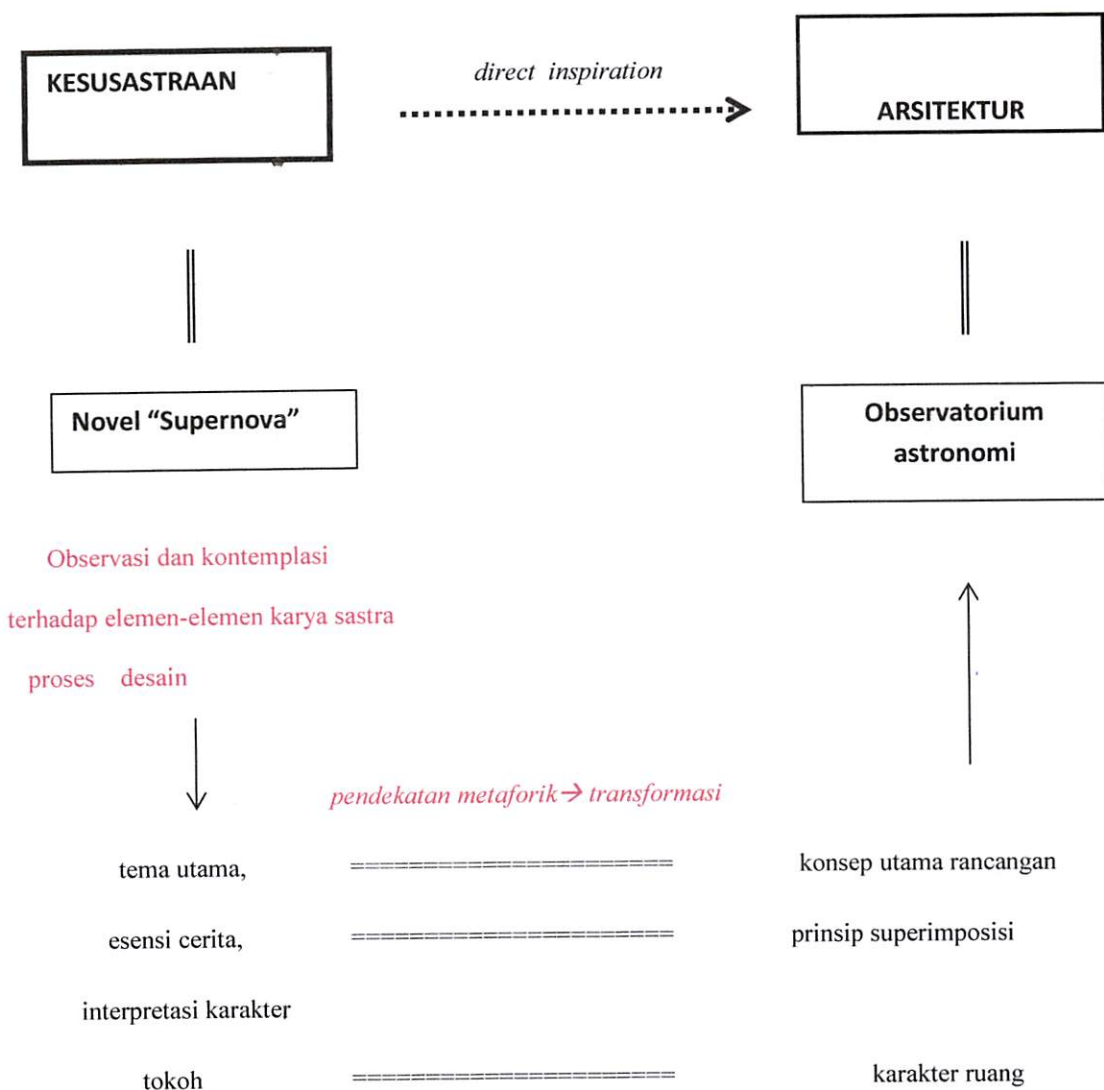 KESUSASTRAAN
direct inspiration
ARSITEKTUR
Novel “Supernova”
Observatorium
astronomi
Observasi dan kontemplasi
terhadap elemen-elemen karya sastra
proses desain
pendekatan metaforik→ transformasi
tema utama,
konsep utama rancangan
esensi cerita,
prinsip superimposisi
interpretasi karakter
tokoh
karakter ruang